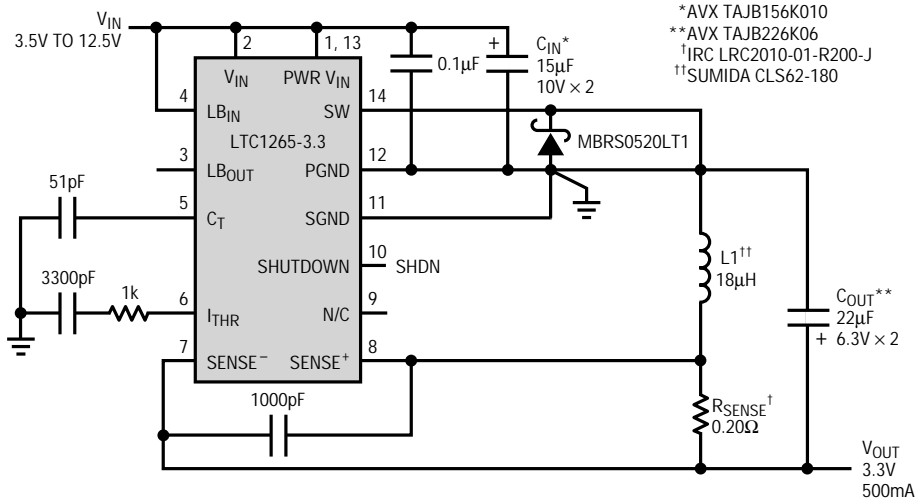 *AVX TAJB156K010
**AVX TAJB226K06
†IRC LRC2010-01-R200-J
††SUMIDA CLS62-180
VIN
3.5V TO 12.5V
2
1, 13
0.1µF
+
CIN*
15µF
10V × 2
VIN
PWR VIN
4
LBIN
SW
14
LTC1265-3.3
MBRS0520LT1
3
LBOUT
PGND
12
51pF
5
CT
SGND
11
SHUTDOWN
10
SHDN
3300pF
1k
6
ITHR
N/C
9
7
SENSE–
SENSE+
8
L1††
18µH
COUT**
22µF
+ 6.3V × 2
1000pF
RSENSE†
0.20Ω
VOUT
3.3V
500mA